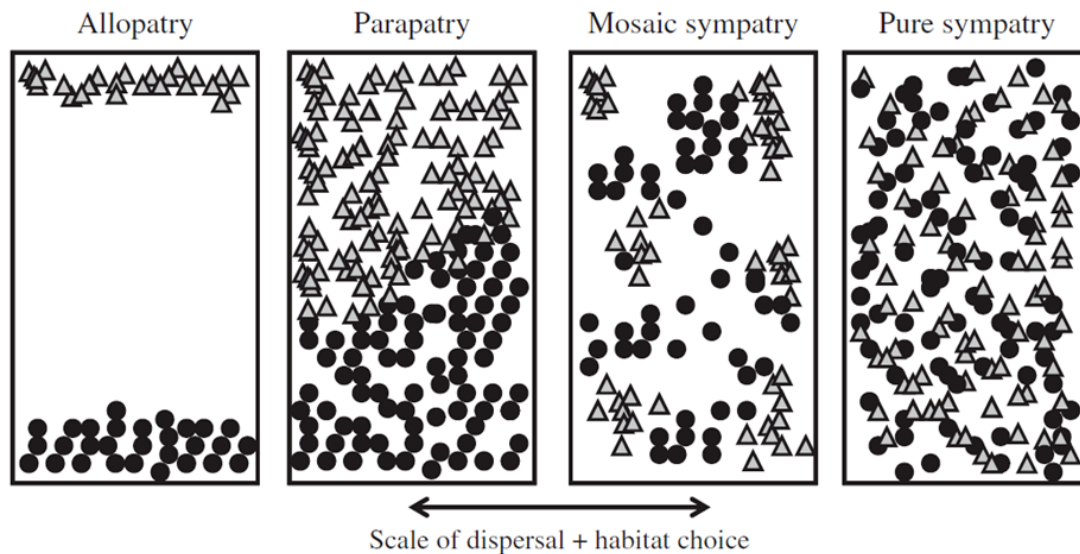 Allopatry
Parapatry
Mosaic sympatry
Pure sympatry
Scale of dispersal + habitat choice